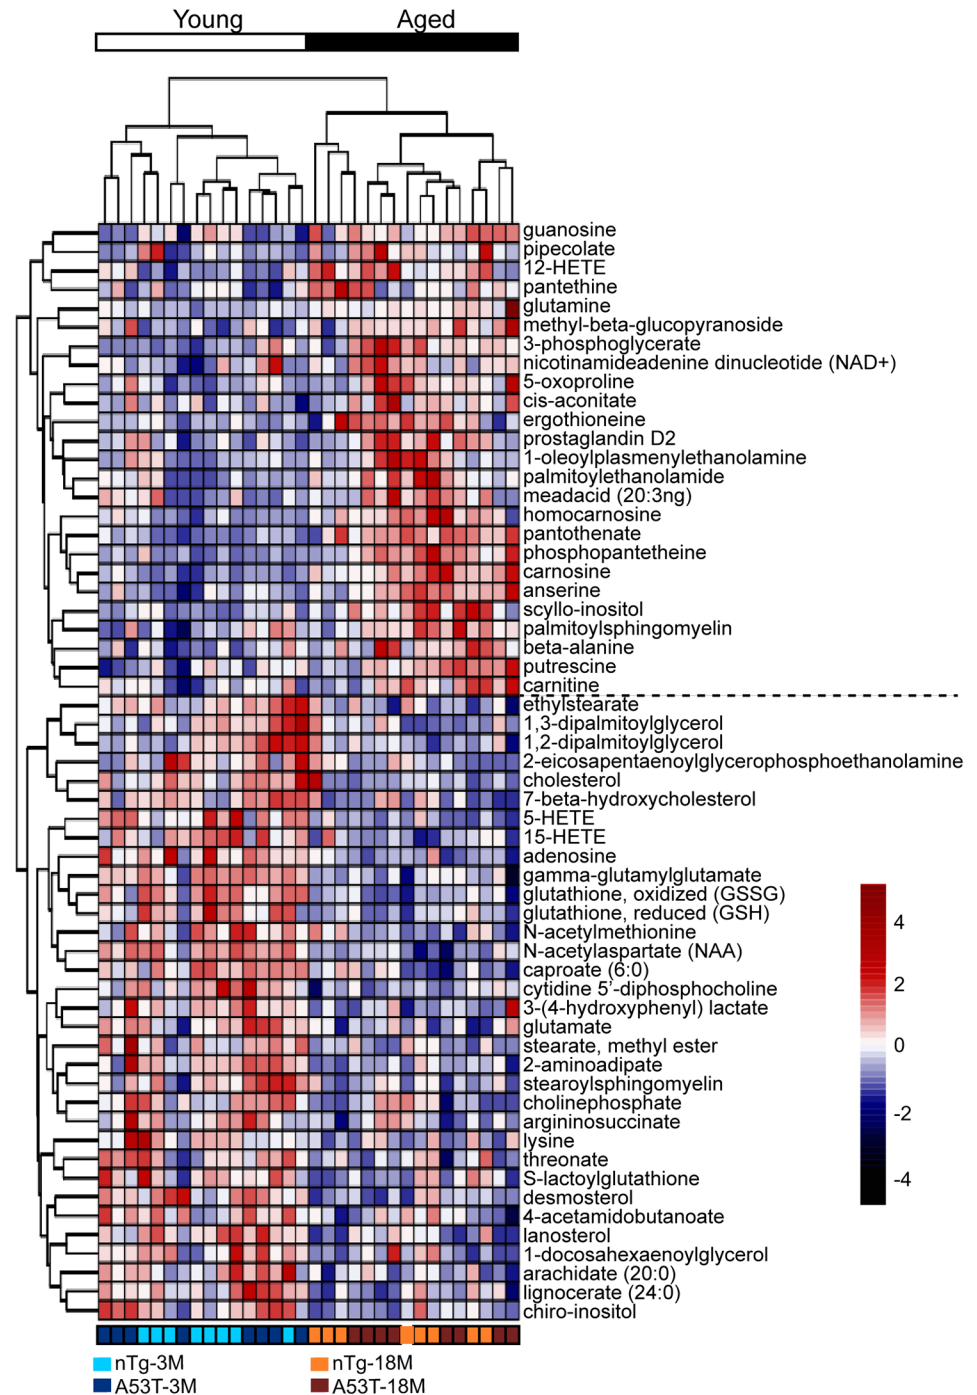 Young Aged
guanosine
pipecolate
12-HETE
pantethine
glutamine
methyl-beta-glucopyranoside
3-phosphoglycerate
nicotinamideadenine dinucleotide (NAD+)
5-oxoproline
cis-aconitate
ergothioneine
prostaglandin D2
1-oleoylplasmenylethanolamine
palmitoylethanolamide
meadacid (20:3ng)
homocarnosine
pantothenate
phosphopantetheine
carnosine
anserine
scyllo-inositol
palmitoylsphingomyelin
beta-alanine
putrescine
carnitine
ethylstearate
1,3-dipalmitoylglycerol
1,2-dipalmitoylglycerol
2-eicosapentaenoylglycerophosphoethanolamine
cholesterol
7-beta-hydroxycholesterol
5-HETE
15-HETE
adenosine
gamma-glutamylglutamate
glutathione, oxidized (GSSG)
glutathione, reduced (GSH)
N-acetylmethionine
N-acetylaspartate (NAA)
caproate (6:0)
cytidine 5'-diphosphocholine
3-(4-hydroxyphenyl) lactate
glutamate
stearate, methyl ester
2-aminoadipate
stearoylsphingomyelin
cholinephosphate
argininosuccinate
lysine
threonate
S-lactoylglutathione
desmosterol
4-acetamidobutanoate
lanosterol
1-docosahexaenoylglycerol
arachidate (20:0)
lignocerate (24:0)
chiro-inositol
4
2
0
-2
-4
nTg-3M nTg-18M
A53T-3M A53T-18M